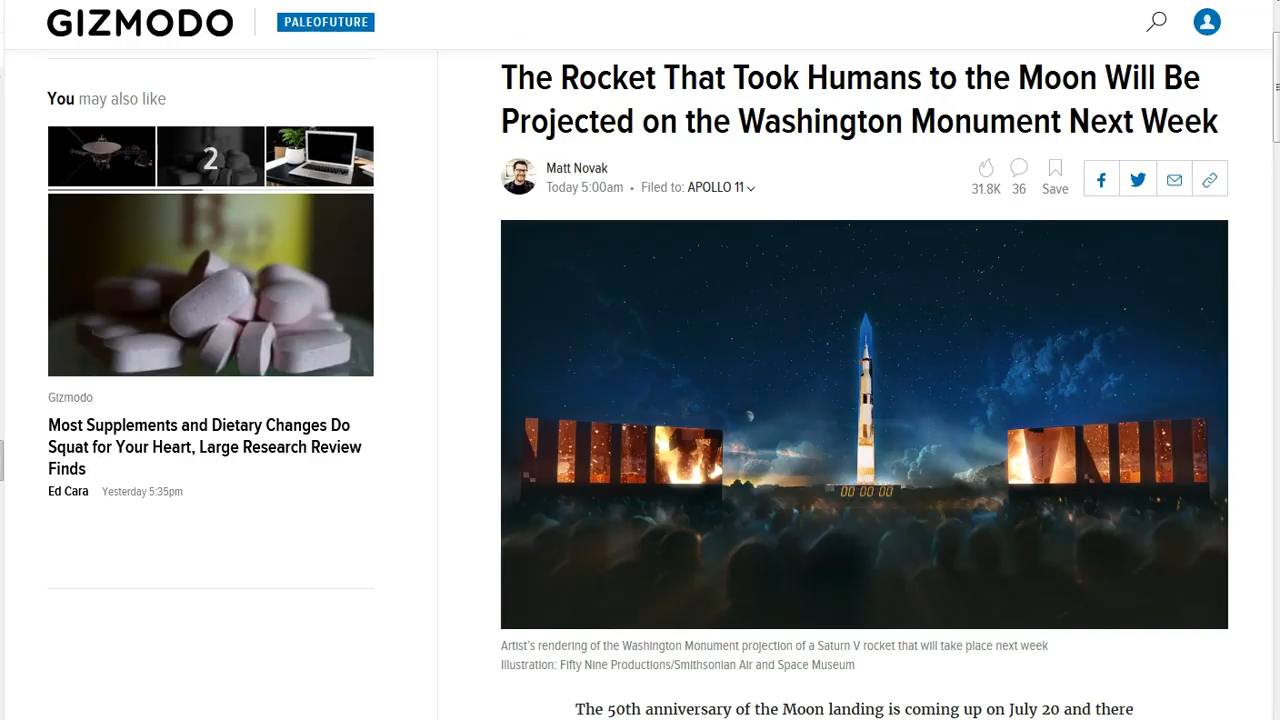 GIZMODO
PALEOFUTURE
You may also like
2
Gizmodo
Most Supplements and Dietary Changes Do
Squat for Your Heart, Large Research Review
Finds
Ed Cara Yesterday 5:35pm
The Rocket That Took Humans to the Moon Will Be
Projected on the Washington Monument Next Week
Matt Novak
Today 5:00am • Filed to: APOLLO 11
31.8K 36 Save
00 00 00
Artist's rendering of the Washington Monument projection of a Saturn V rocket that will take place next week
Illustration: Fifty Nine Productions/Smithsonian Air and Space Museum
The 50th anniversary of the Moon landing is coming up on July 20 and there